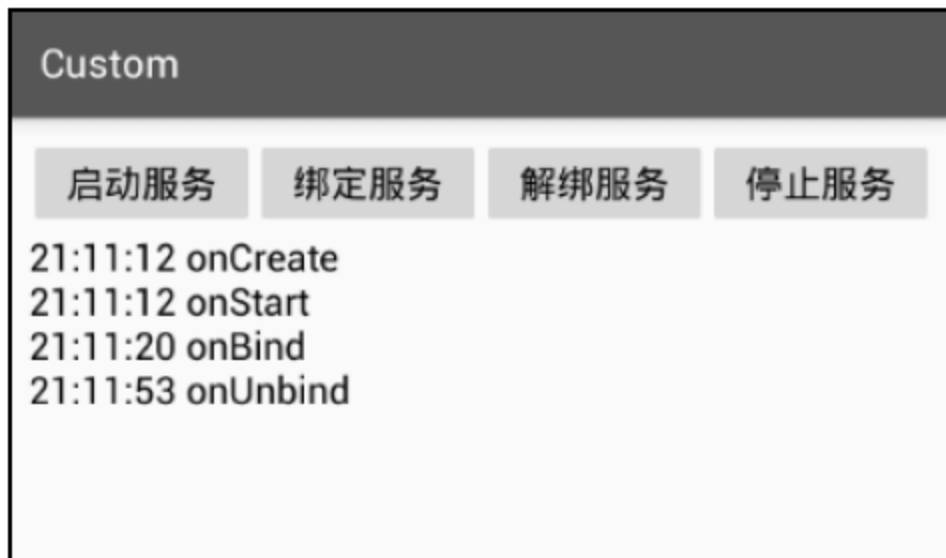 Custom
启动服务 绑定服务 解绑服务 停止服务
21:11:12 onCreate
21:11:12 onStart
21:11:20 onBind
21:11:53 onUnbind